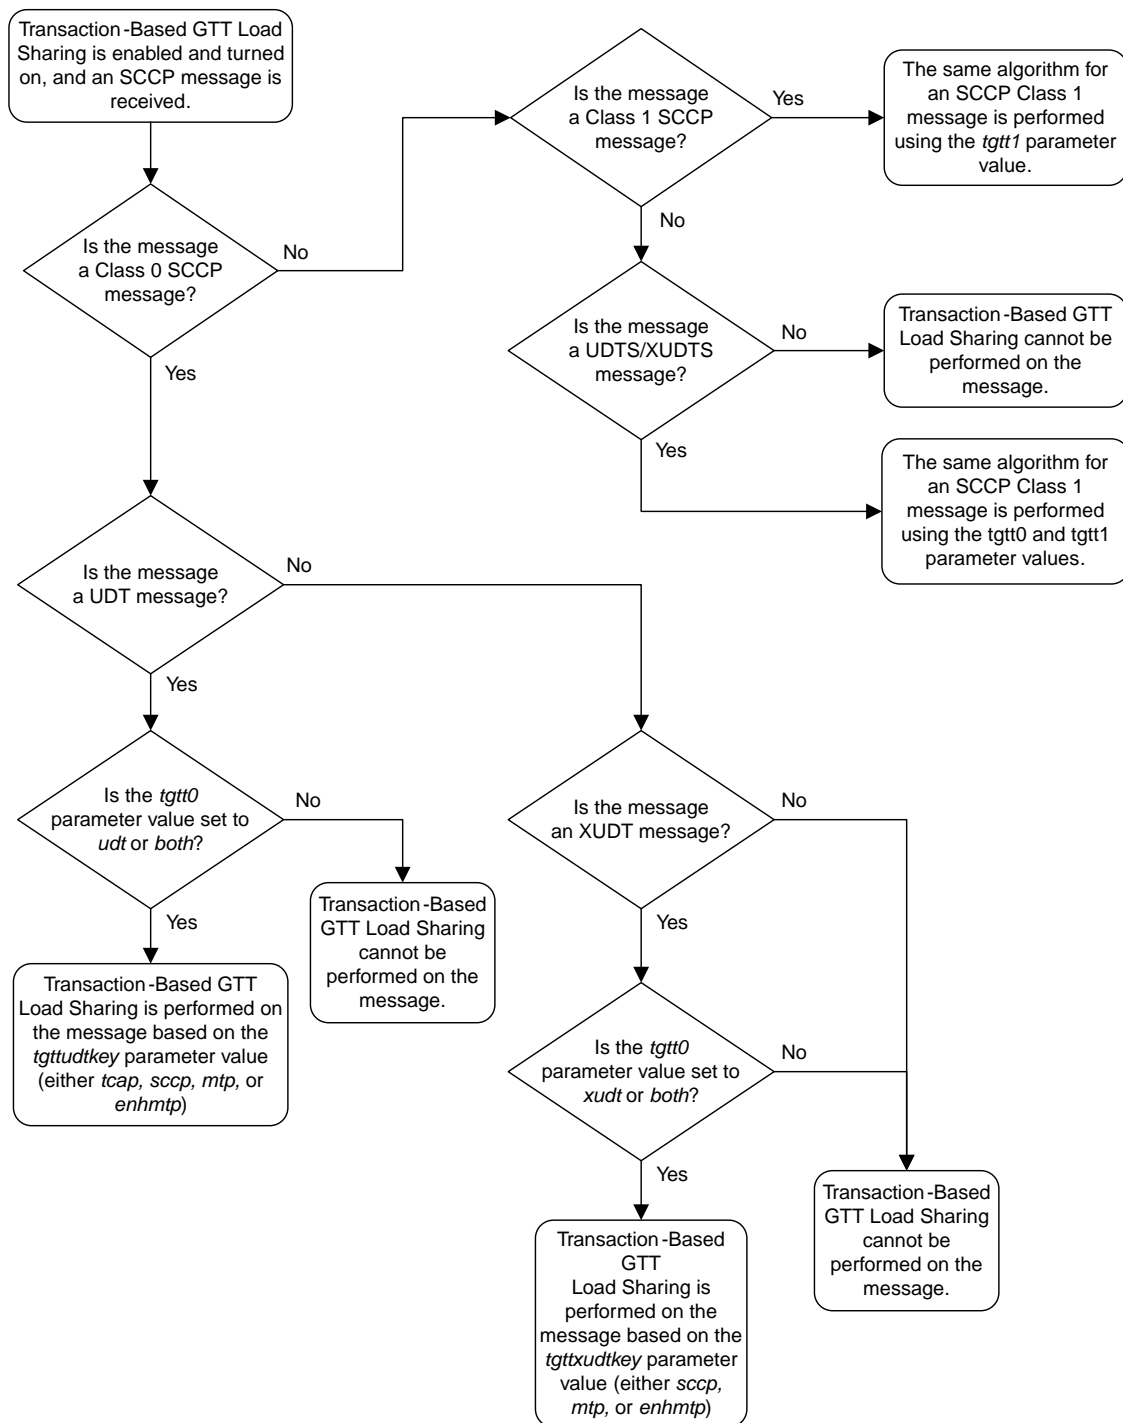 Transaction-Based GTT Load
Sharing is enabled and turned
on, and an SCCP message is
received.
Is the message
a Class 0 SCCP
message?
No
Yes
Is the message
a Class 1 SCCP
message?
Yes
No
The same algorithm for
an SCCP Class 1
message is performed
using the tgtt1 parameter
value.
Is the message
a UDTS/XUDTS
message?
No
Yes
Transaction-Based GTT
Load Sharing cannot be
performed on the
message.
The same algorithm for
an SCCP Class 1
message is performed
using the tgtt0 and tgtt1
parameter values.
Is the message
a UDT message?
No
Yes
Is the tgtt0
parameter value set to
udt or both?
No
Yes
Transaction-Based
GTT Load Sharing
cannot be
performed on the
message.
Transaction-Based GTT
Load Sharing is performed on
the message based on the
tgttudtkey parameter value
(either tcap, sccp, mtp, or
enhmtp)
Is the message
an XUDT message?
No
Yes
Is the tgtt0
parameter value set to
xudt or both?
No
Yes
Transaction-Based
GTT Load Sharing
cannot be
performed on the
message.
Transaction-Based
GTT
Load Sharing is
performed on the
message based on the
tgttxudtkey parameter
value (either sccp,
mtp, or enhmtp)